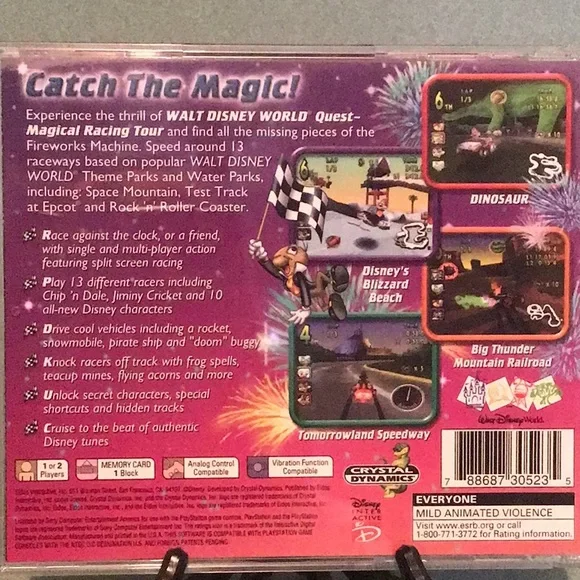 Catch The Magic!
Experience the thrill of WALT DISNEY WORLD Quest–
Magical Racing Tour and find all the missing pieces of the
Fireworks Machine. Speed around 13
raceways based on popular WALT DISNEY
WORLD Theme Parks and Water Parks,
including: Space Mountain, Test Track
at Epcot and Rock 'n' Roller Coaster.
Race against the clock, or a friend,
with single and multi-player action
featuring split screen racing
Play 13 different racers including
Chip 'n Dale, Jiminy Cricket and 10
all-new Disney characters
Drive cool vehicles including a rocket,
snowmobile, pirate ship and "doom" buggy
Knock racers off track with frog spells,
teacup mines, flying acorns and more
Unlock secret characters, special
shortcuts and hidden tracks
Cruise to the beat of authentic
Disney tunes
6TH
LAP
1/3
DINOSAUR
6
Disney's
Blizzard
Beach
Big Thunder
Mountain Railroad
4
Tomorrowland Speedway
Walt Disney World
1 or 2
Players
MEMORY CARD
1 Block
Analog Control
Compatible
Vibration Function
Compatible
CRYSTAL
DYNAMICS
Disney
INTER
ACTIVE
D
7 88687 30523 5
EVERYONE
MILD ANIMATED VIOLENCE
Visit www.esrb.org or call
1-800-771-3772 for Rating information.